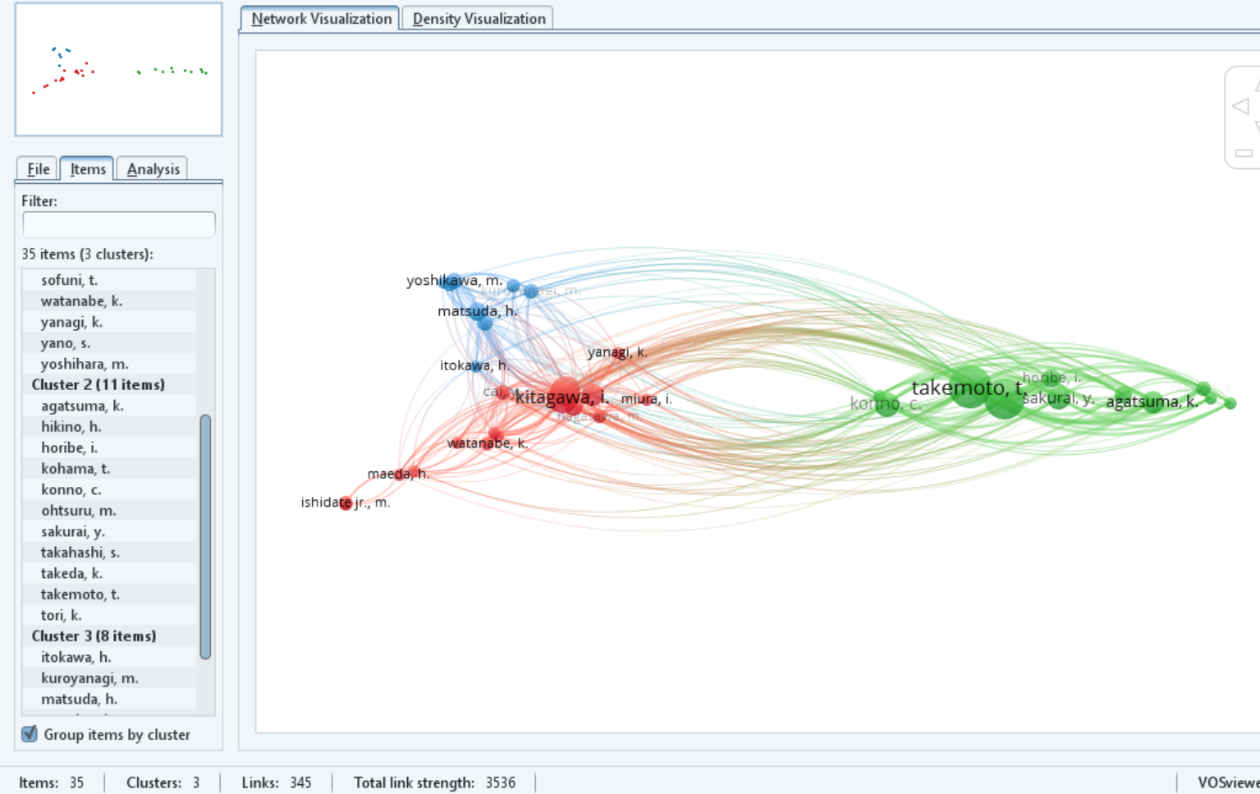 Network Visualization
Density Visualization
File
Items
Analysis
Filter:
35 items (3 clusters):
sofuni, t.
watanabe, k.
yanagi, k.
yano, s.
yoshihara, m.
Cluster 2 (11 items)
agatsuma, k.
hikino, h.
horibe, i.
kohama, t.
konno, c.
ohtsuru, m.
sakurai, y.
takahashi, s.
takeda, k.
takemoto, t.
tori, k.
Cluster 3 (8 items)
itokawa, h.
kuroyanagi, m.
matsuda, h.
Group items by cluster
yoshikawa, m.
kuroyanagi, m.
matsuda, h.
itokawa, h.
yanagi, k.
kitagawa, i.
miura, i.
nagasawa, m.
watanabe, k.
maeda, h.
ishidate jr., m.
takemoto, t.
konno, c.
horibe, i.
sakurai, y.
agatsuma, k.
Items: 35
Clusters: 3
Links: 345
Total link strength: 3536
VOSviewe